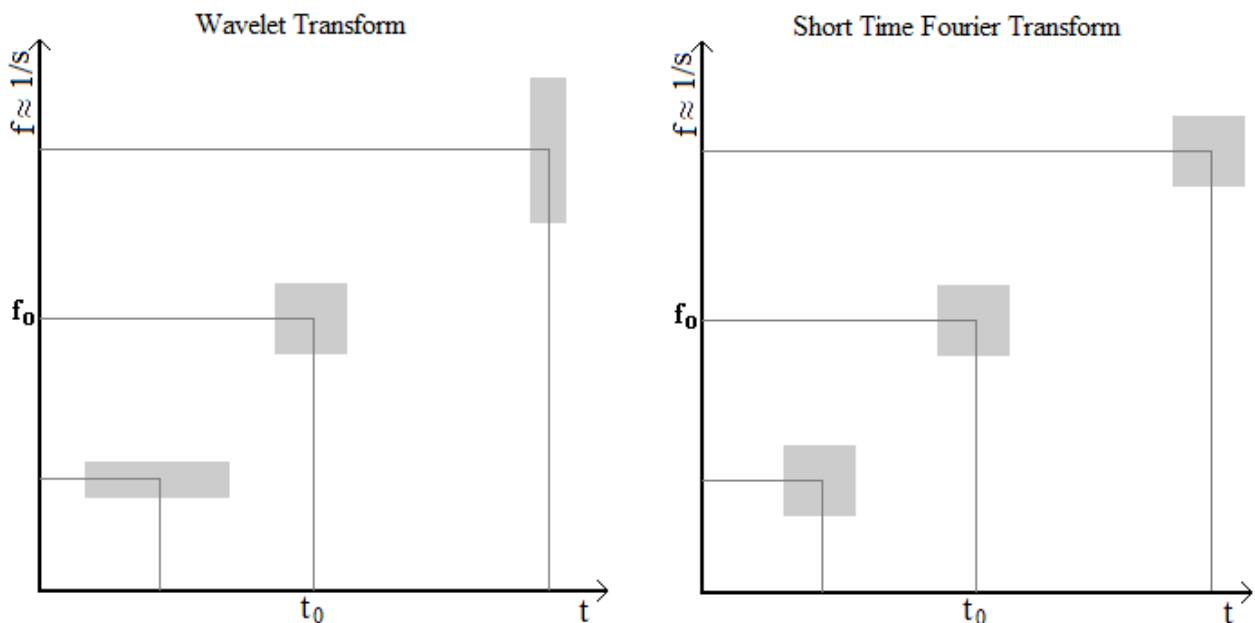 Wavelet Transform
f ≈ 1/s
f₀
t₀
t
Short Time Fourier Transform
f ≈ 1/s
f₀
t₀
t